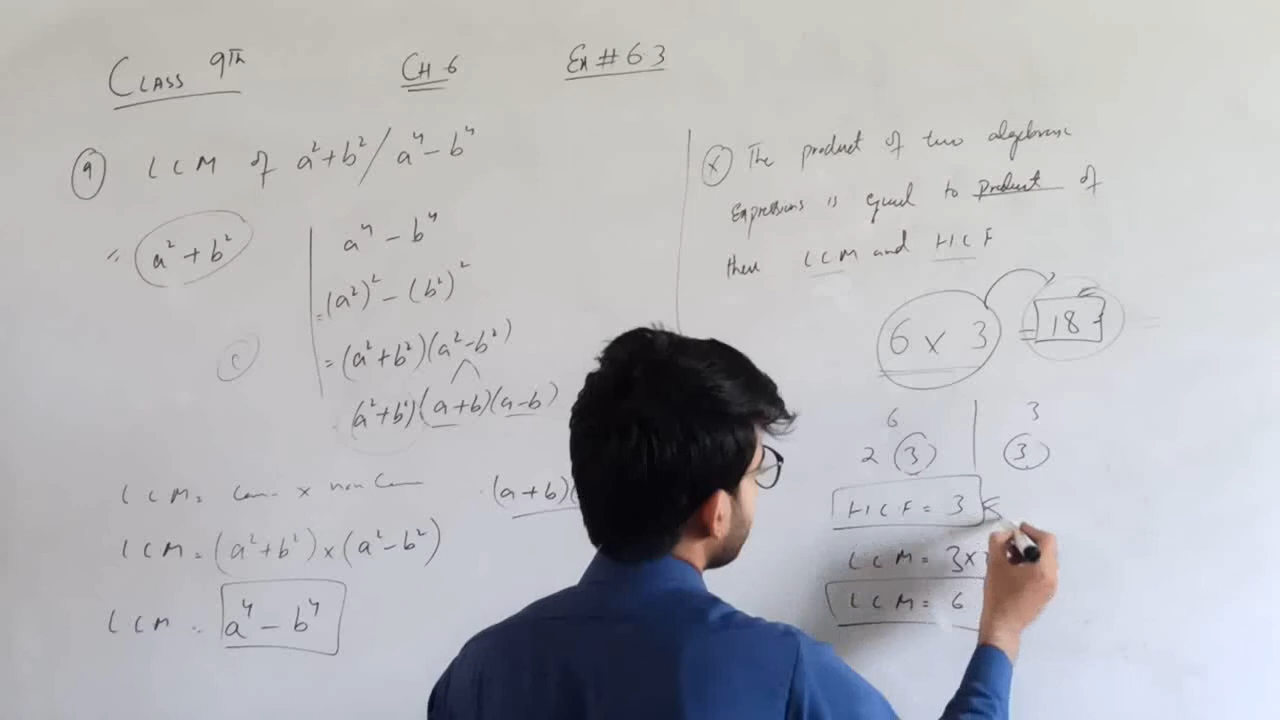 CLASS 9TH
CH 6
Ex # 6.3
9 LCM of a²+b² / a⁴-b⁴
= a²+b²
a⁴-b⁴
=(a²)²-(b²)²
=(a²+b²)(a²-b²)
(a²+b²)(a+b)(a-b)
c
LCM= Com x non Com
(a+b)(
LCM=(a²+b²)x(a²-b²)
LCM = a⁴-b⁴
x The product of two algebraic
Expressions is equal to Product of
their LCM and HCF
6 x 3 = 18
6 3
2 3 3
HCF = 3
LCM = 3x
LCM = 6